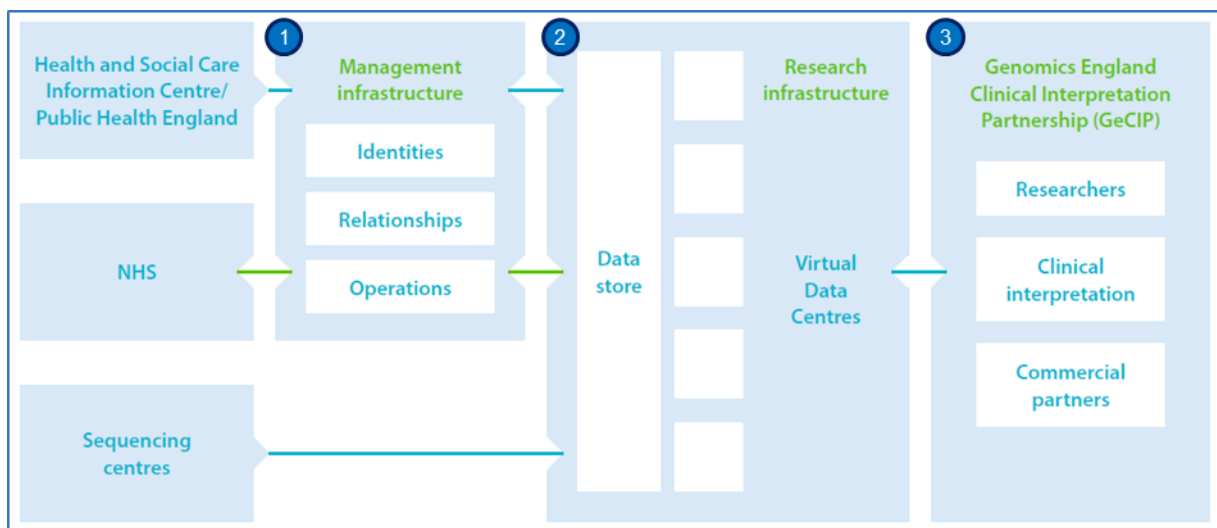 1
2
3
Health and Social Care
Information Centre/
Public Health England
Management
infrastructure
Identities
Relationships
Operations
NHS
Sequencing
centres
Data
store
Research
infrastructure
Virtual
Data
Centres
Genomics England
Clinical Interpretation
Partnership (GeCIP)
Researchers
Clinical
interpretation
Commercial
partners